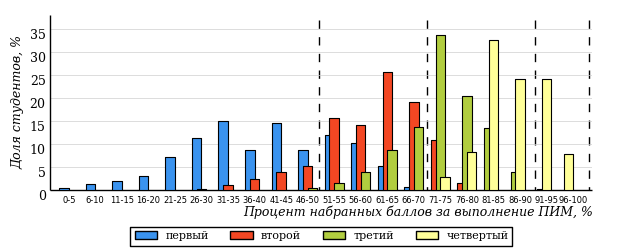 Доля студентов, %
35
30
25
20
15
10
5
0
0-5 6-10 11-15 16-20 21-25 26-30 31-35 36-40 41-45 46-50 51-55 56-60 61-65 66-70 71-75 76-80 81-85 86-90 91-95 96-100
Процент набранных баллов за выполнение ПИМ, %
первый второй третий четвертый